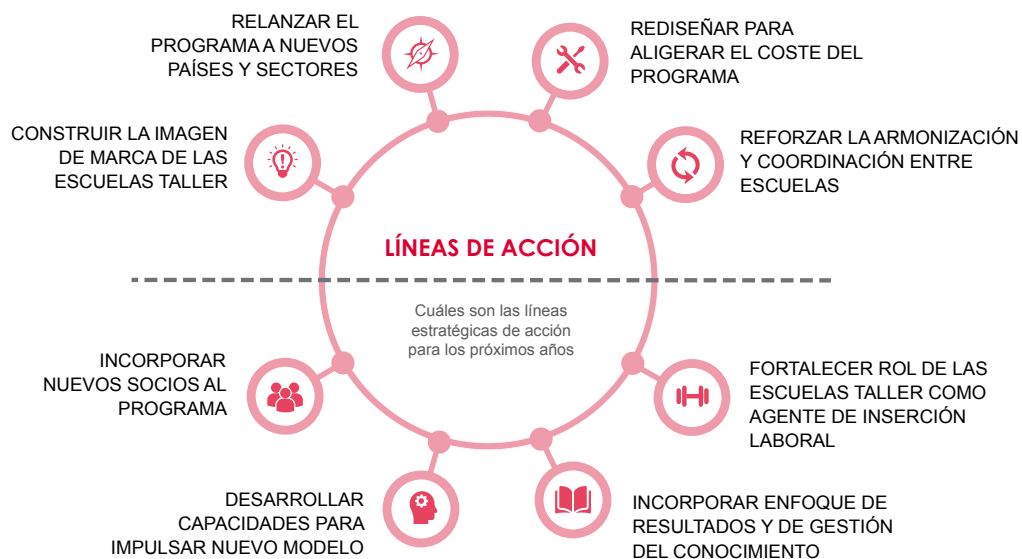 RELANZAR EL
PROGRAMA A NUEVOS
PAÍSES Y SECTORES
REDISEÑAR PARA
ALIGERAR EL COSTE DEL
PROGRAMA
CONSTRUIR LA IMAGEN
DE MARCA DE LAS
ESCUELAS TALLER
REFORZAR LA ARMONIZACIÓN
Y COORDINACIÓN ENTRE
ESCUELAS
LÍNEAS DE ACCIÓN
Cuáles son las líneas
estratégicas de acción
para los próximos años
INCORPORAR
NUEVOS SOCIOS AL
PROGRAMA
FORTALECER ROL DE LAS
ESCUELAS TALLER COMO
AGENTE DE INSERCIÓN
LABORAL
DESARROLLAR
CAPACIDADES PARA
IMPULSAR NUEVO MODELO
INCORPORAR ENFOQUE DE
RESULTADOS Y DE GESTIÓN
DEL CONOCIMIENTO